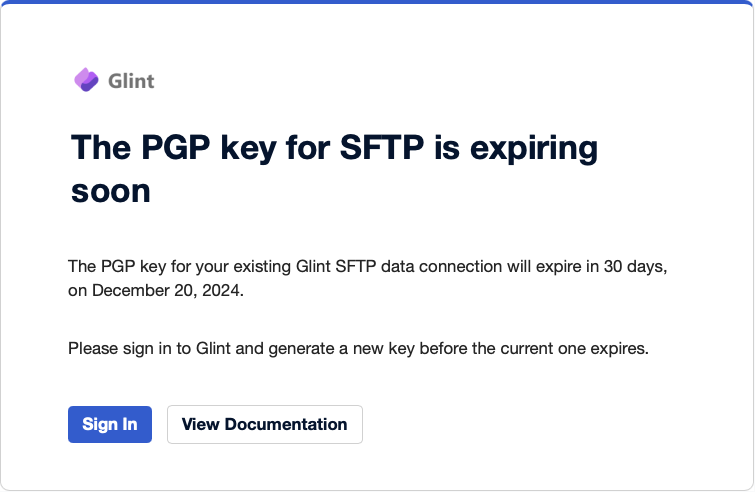 Glint
The PGP key for SFTP is expiring
soon
The PGP key for your existing Glint SFTP data connection will expire in 30 days,
on December 20, 2024.
Please sign in to Glint and generate a new key before the current one expires.
Sign In
View Documentation